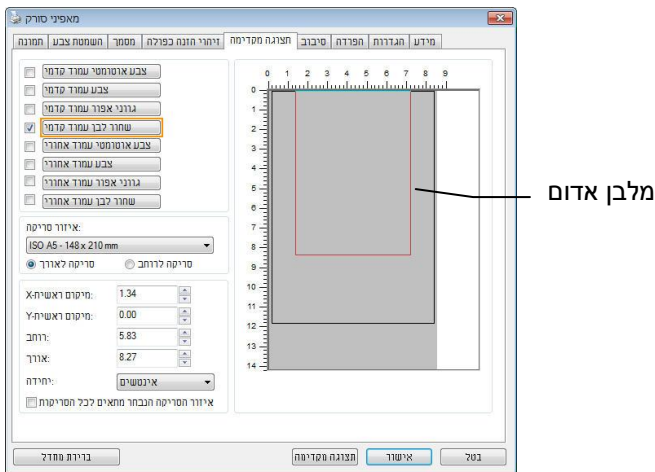 מאפיני סורק
תמונה השמטת צבע מסמך זיהוי הזנה כפולה תצוגה מקדימה סיבוב הפרדה הגדרות מידע
צבע אוטומטי עמוד קדמי
צבע עמוד קדמי
גווני אפור עמוד קדמי
שחור לבן עמוד קדמי
צבע אוטומטי עמוד אחורי
צבע עמוד אחורי
גווני אפור עמוד אחורי
שחור לבן עמוד אחורי
איזור סריקה:
ISO A5 - 148 x 210 mm
סריקה לאורך סריקה לרוחב
מיקום ראשית-X: 1.34
מיקום ראשית-Y: 0.00
רוחב: 5.83
אורך: 8.27
יחידה: אינטשים
איזור הסריקה הנבחר מתאים לכל הסריקות
0 1 2 3 4 5 6 7 8 9
0
1
2
3
4
5
6
7
8
9
10
11
12
13
14
מלבן אדום
ברירת מחדל תצוגה מקדימה אישור בטל